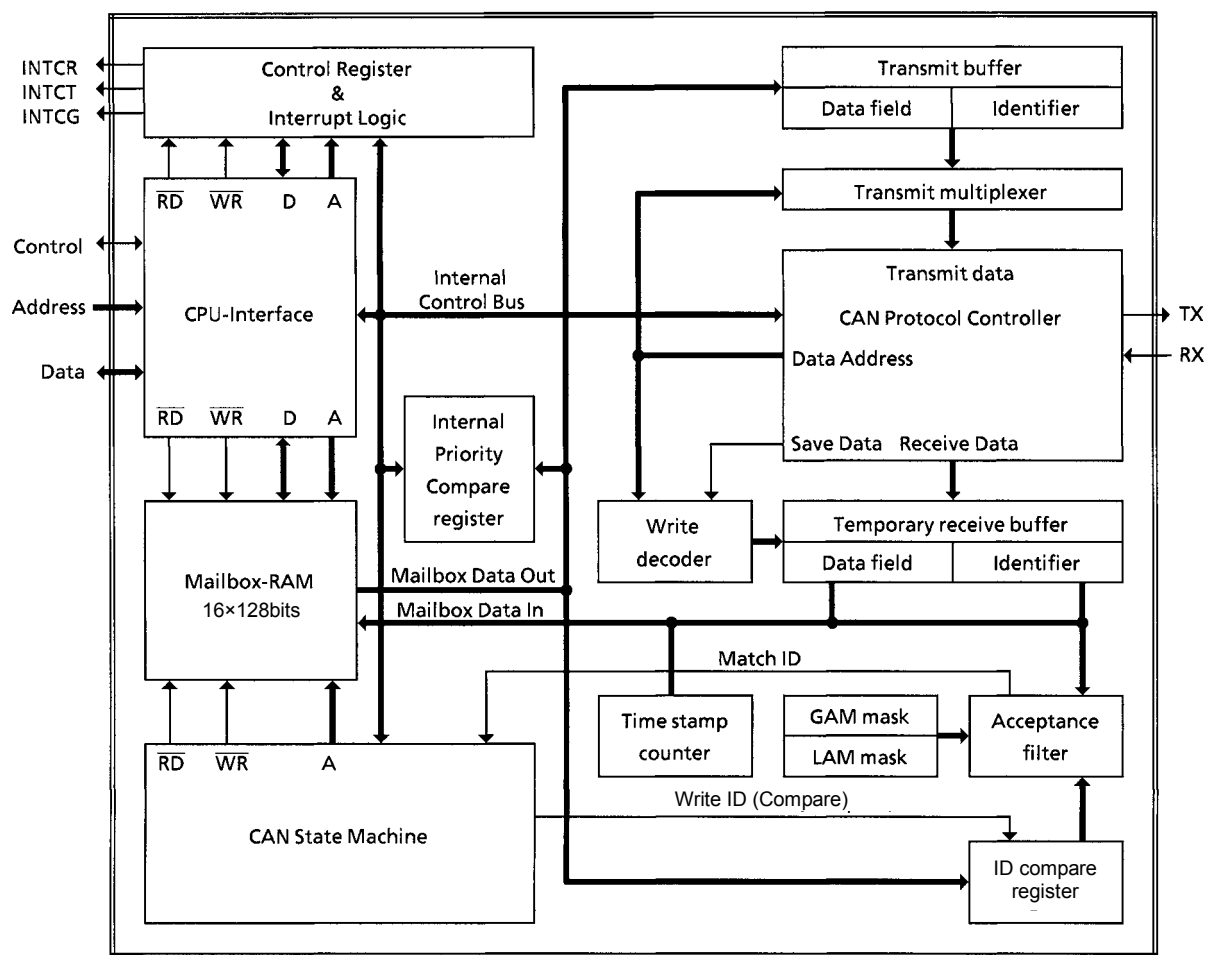 INTCR
INTCT
INTCG
Control Register
&
Interrupt Logic
Transmit buffer
Data field
Identifier
RD
WR
D
A
Transmit multiplexer
Control
Address
Data
CPU-Interface
Internal
Control Bus
Transmit data
CAN Protocol Controller
Data Address
TX
RX
RD
WR
D
A
Internal
Priority
Compare
register
Save Data
Receive Data
Write
decoder
Temporary receive buffer
Data field
Identifier
Mailbox-RAM
16×128bits
Mailbox Data Out
Mailbox Data In
Match ID
Time stamp
counter
GAM mask
LAM mask
Acceptance
filter
RD
WR
A
CAN State Machine
Write ID (Compare)
ID compare
register